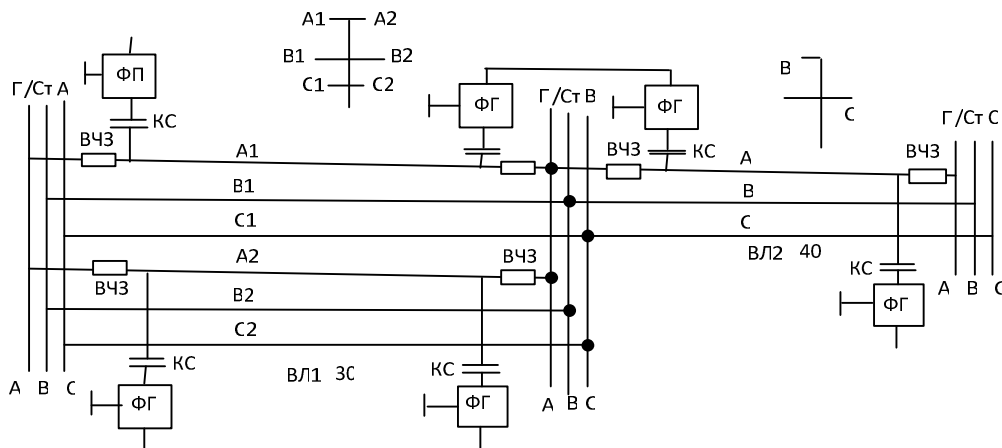 А1 А2
В1 В2
С1 С2
ФП
КС
Г/Ст А
ВЧЗ
А1
В1
С1
А2
ВЧЗ
ВЧЗ
В2
С2
КС
ФГ
А В С
ВЛ1 30
КС
ФГ
ФГ
Г/Ст В
ФГ
КС
ВЧЗ
А
В
С
ВЛ2 40
А В С
В
С
Г/Ст С
ВЧЗ
КС
ФГ
А В С